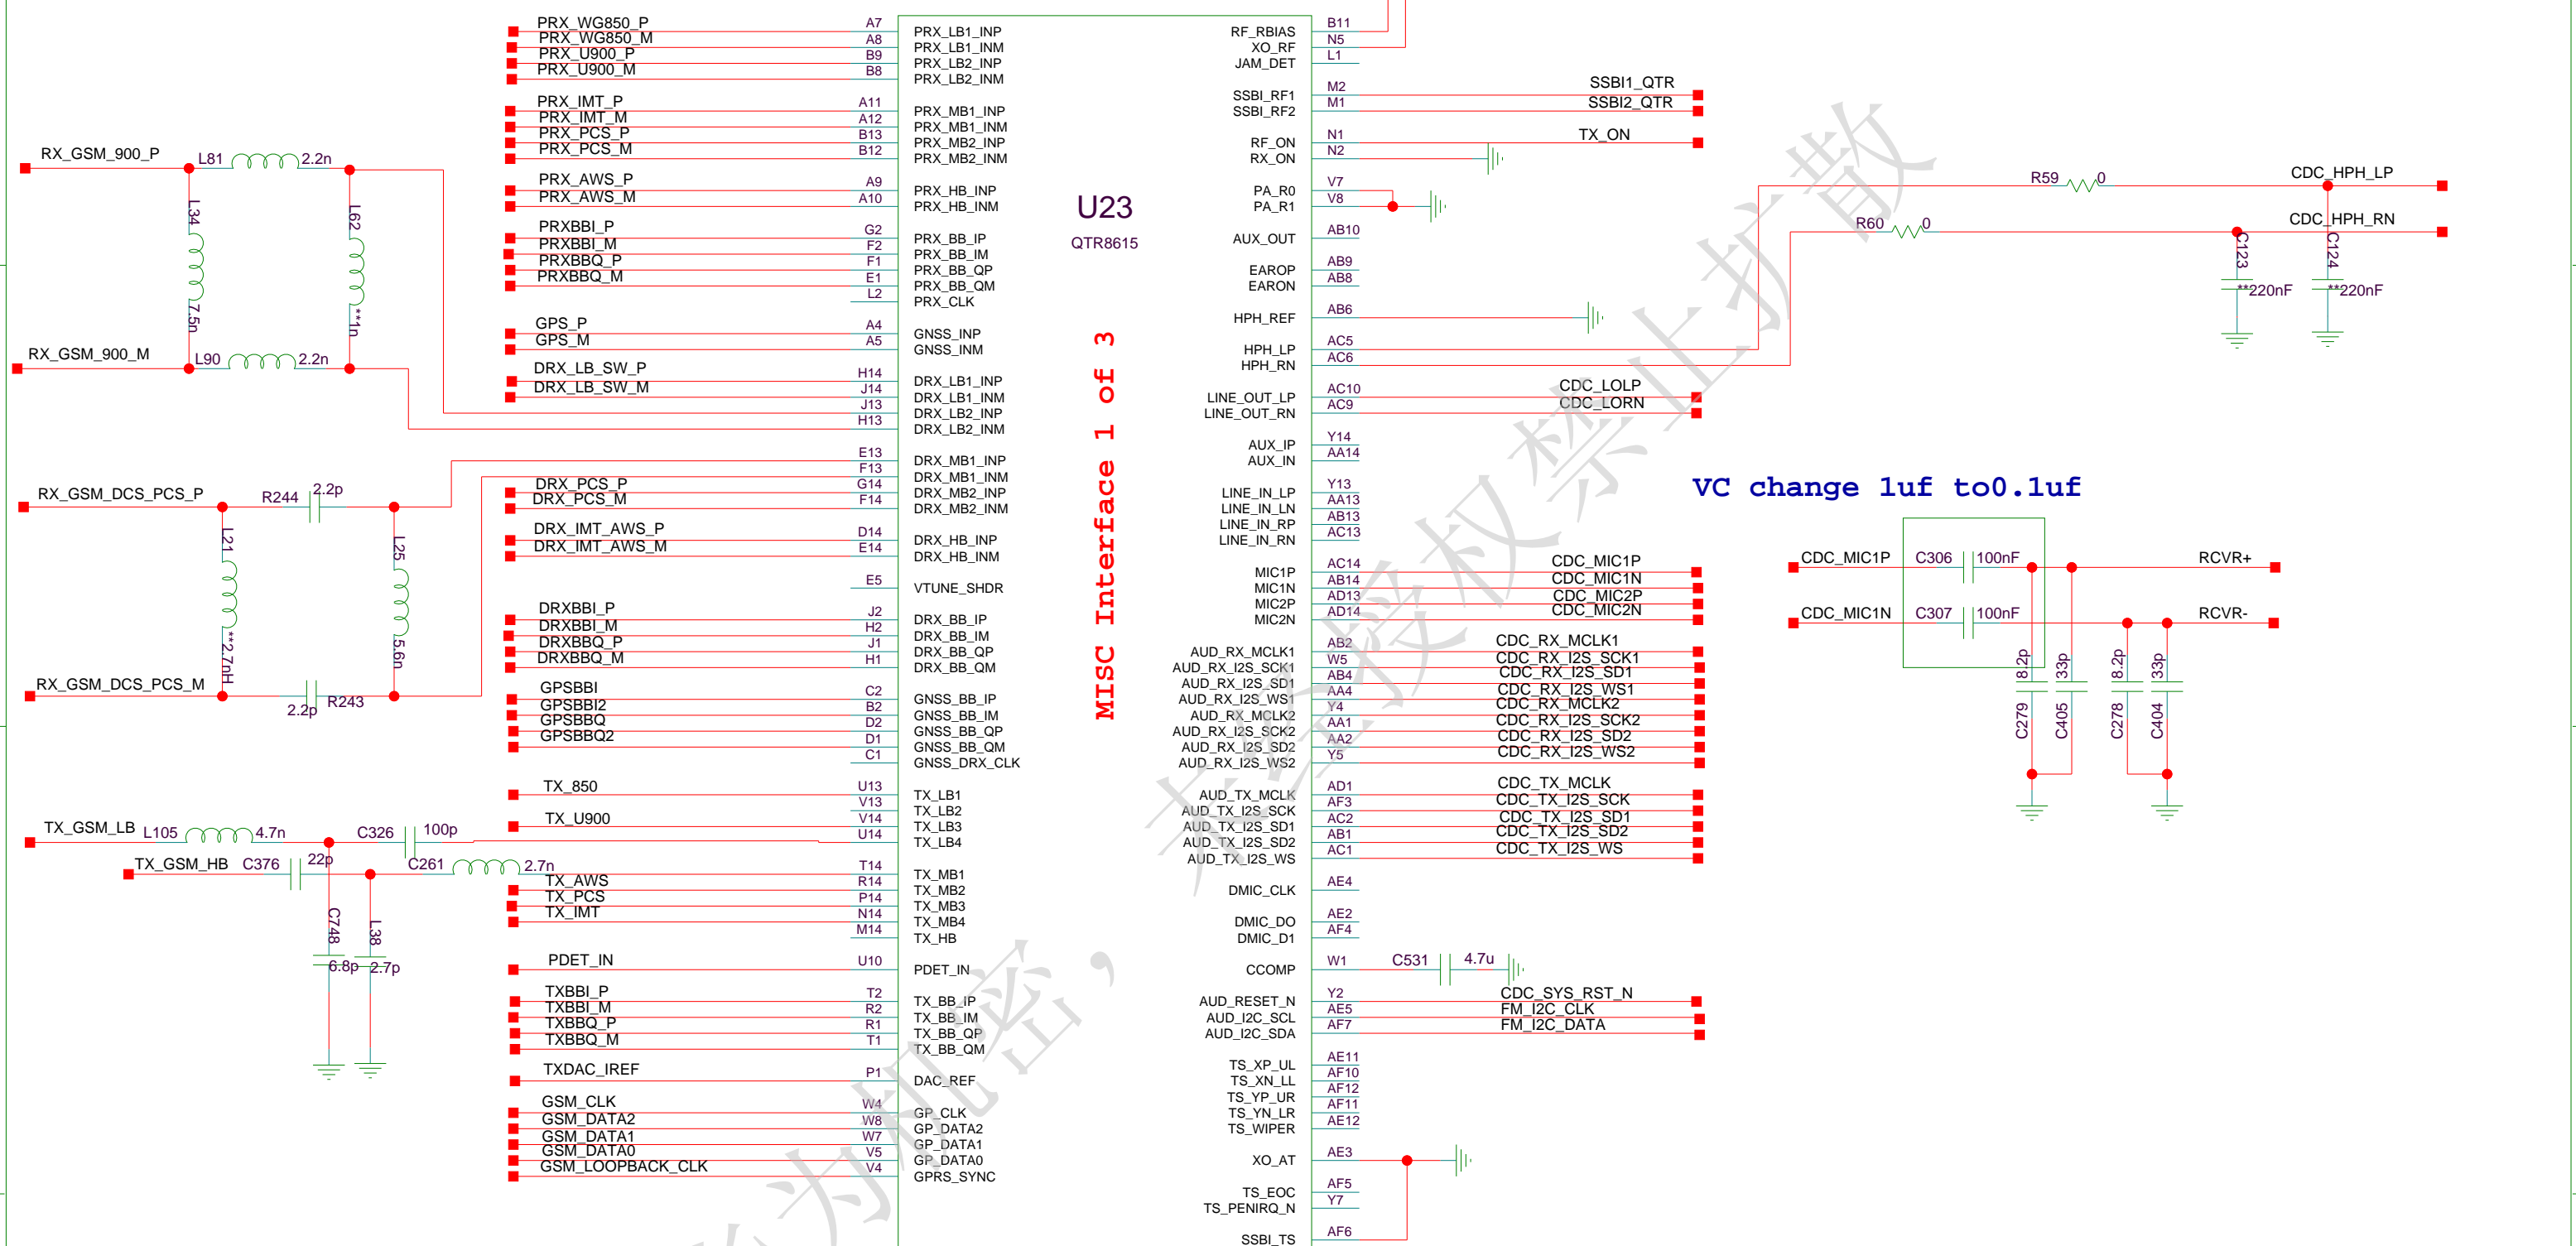 PRX_WG850_P A7 PRX_LB1_INP
PRX_WG850_M A8 PRX_LB1_INM
PRX_U900_P B9 PRX_LB2_INP
PRX_U900_M B8 PRX_LB2_INM
PRX_IMT_P A11 PRX_MB1_INP
PRX_IMT_M A12 PRX_MB1_INM
PRX_PCS_P B13 PRX_MB2_INP
PRX_PCS_M B12 PRX_MB2_INM
PRX_AWS_P A9 PRX_HB_INP
PRX_AWS_M A10 PRX_HB_INM
PRXBBI_P G2 PRX_BB_IP
PRXBBI_M F2 PRX_BB_IM
PRXBBQ_P F1 PRX_BB_QP
PRXBBQ_M E1 PRX_BB_QM
L2 PRX_CLK
GPS_P A4 GNSS_INP
GPS_M A5 GNSS_INM
DRX_LB_SW_P H14 DRX_LB1_INP
DRX_LB_SW_M J14 DRX_LB1_INM
J13 DRX_LB2_INP
H13 DRX_LB2_INM
E13 DRX_MB1_INP
F13 DRX_MB1_INM
DRX_PCS_P G14 DRX_MB2_INP
DRX_PCS_M F14 DRX_MB2_INM
DRX_IMT_AWS_P D14 DRX_HB_INP
DRX_IMT_AWS_M E14 DRX_HB_INM
E5 VTUNE_SHDR
DRXBBI_P J2 DRX_BB_IP
DRXBBI_M H2 DRX_BB_IM
DRXBBQ_P J1 DRX_BB_QP
DRXBBQ_M H1 DRX_BB_QM
GPSBBI C2 GNSS_BB_IP
GPSBBI2 B2 GNSS_BB_IM
GPSBBQ D2 GNSS_BB_QP
GPSBBQ2 D1 GNSS_BB_QM
C1 GNSS_DRX_CLK
TX_850 U13 TX_LB1
V13 TX_LB2
TX_U900 V14 TX_LB3
U14 TX_LB4
T14 TX_MB1
TX_AWS R14 TX_MB2
TX_PCS P14 TX_MB3
TX_IMT N14 TX_MB4
M14 TX_HB
PDET_IN U10 PDET_IN
TXBBI_P T2 TX_BB_IP
TXBBI_M R2 TX_BB_IM
TXBBQ_P R1 TX_BB_QP
TXBBQ_M T1 TX_BB_QM
TXDAC_IREF P1 DAC_REF
GSM_CLK W4 GP_CLK
GSM_DATA2 W8 GP_DATA2
GSM_DATA1 W7 GP_DATA1
GSM_DATA0 V5 GP_DATA0
GSM_LOOPBACK_CLK V4 GPRS_SYNC
RX_GSM_900_P L81 2.2n
L34 7.5n
L62 **1n
RX_GSM_900_M L90 2.2n
RX_GSM_DCS_PCS_P R244 2.2p
L21 **2.7nH
L25 5.6n
RX_GSM_DCS_PCS_M 2.2p R243
TX_GSM_LB L105 4.7n C326 100p
TX_GSM_HB C376 22p C261 2.7n
C748 6.8p
L38 2.7p
U23
QTR8615
MISC Interface 1 of 3
RF_RBIAS B11
XO_RF N5
JAM_DET L1
SSBI_RF1 M2 SSBI1_QTR
SSBI_RF2 M1 SSBI2_QTR
RF_ON N1 TX_ON
RX_ON N2
PA_R0 V7
PA_R1 V8
AUX_OUT AB10
EAROP AB9
EARON AB8
HPH_REF AB6
HPH_LP AC5
HPH_RN AC6
LINE_OUT_LP AC10 CDC_LOLP
LINE_OUT_RN AC9 CDC_LORN
AUX_IP Y14
AUX_IN AA14
LINE_IN_LP Y13
LINE_IN_LN AA13
LINE_IN_RP AB13
LINE_IN_RN AC13
MIC1P AC14 CDC_MIC1P
MIC1N AB14 CDC_MIC1N
MIC2P AD13 CDC_MIC2P
MIC2N AD14 CDC_MIC2N
AUD_RX_MCLK1 AB2 CDC_RX_MCLK1
AUD_RX_I2S_SCK1 W5 CDC_RX_I2S_SCK1
AUD_RX_I2S_SD1 AB4 CDC_RX_I2S_SD1
AUD_RX_I2S_WS1 AA4 CDC_RX_I2S_WS1
AUD_RX_MCLK2 Y4 CDC_RX_MCLK2
AUD_RX_I2S_SCK2 AA1 CDC_RX_I2S_SCK2
AUD_RX_I2S_SD2 AA2 CDC_RX_I2S_SD2
AUD_RX_I2S_WS2 Y5 CDC_RX_I2S_WS2
AUD_TX_MCLK AD1 CDC_TX_MCLK
AUD_TX_I2S_SCK AF3 CDC_TX_I2S_SCK
AUD_TX_I2S_SD1 AC2 CDC_TX_I2S_SD1
AUD_TX_I2S_SD2 AB1 CDC_TX_I2S_SD2
AUD_TX_I2S_WS AC1 CDC_TX_I2S_WS
DMIC_CLK AE4
DMIC_DO AE2
DMIC_D1 AF4
CCOMP W1 C531 4.7u
AUD_RESET_N Y2 CDC_SYS_RST_N
AUD_I2C_SCL AE5 FM_I2C_CLK
AUD_I2C_SDA AF7 FM_I2C_DATA
TS_XP_UL AE11
TS_XN_LL AF10
TS_YP_UR AF12
TS_YN_LR AF11
TS_WIPER AE12
XO_AT AE3
TS_EOC AF5
TS_PENIRQ_N Y7
SSBI_TS AF6
R59 0 CDC_HPH_LP
R60 0 CDC_HPH_RN
C123 **220nF
C124 **220nF
VC change 1uf to0.1uf
CDC_MIC1P C306 100nF RCVR+
CDC_MIC1N C307 100nF RCVR-
8.2p C279
33p C405
8.2p C278
33p C404
为机密，未经授权禁止扩散